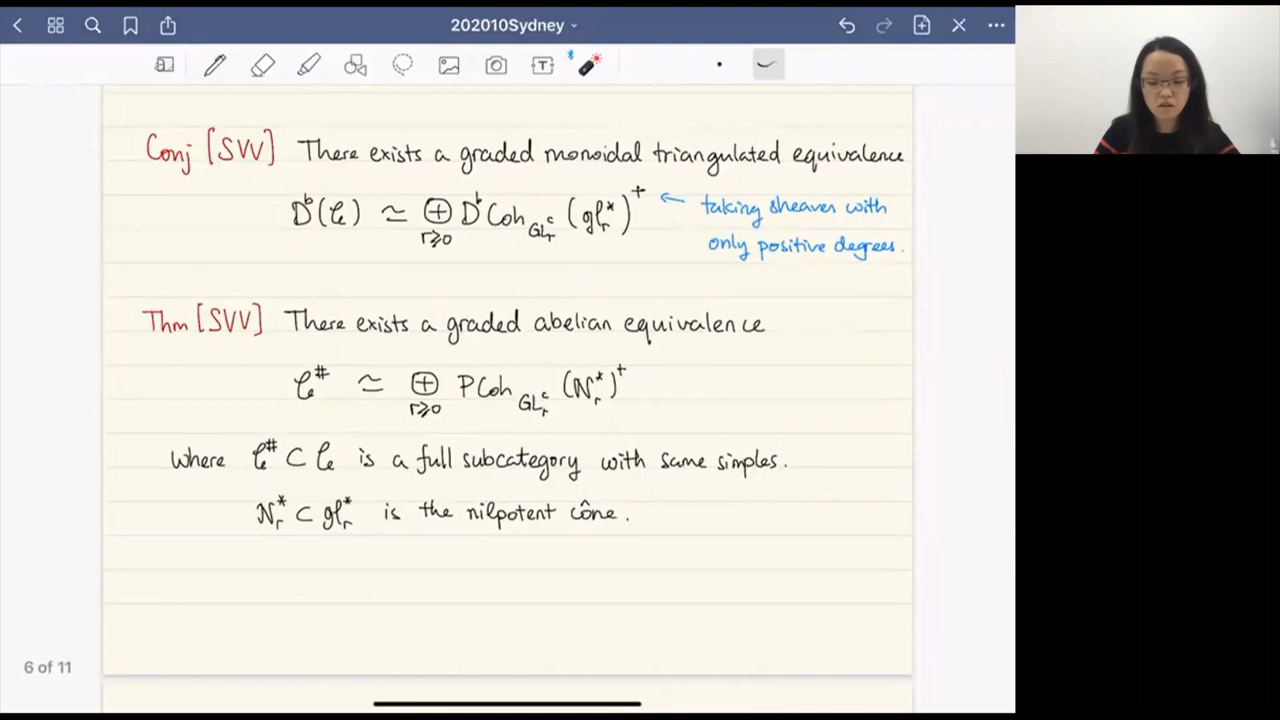 202010Sydney
Conj [SVV] There exists a graded monoidal triangulated equivalence
D^b(𝒞) ≃ ⊕_{r≥0} D^b Coh_{GL_r^c} (gl_r^*)^+ ← taking sheaves with
only positive degrees.
Thm [SVV] There exists a graded abelian equivalence
𝒞^# ≃ ⊕_{r≥0} PCoh_{GL_r^c} (N_r^*)^+
where 𝒞^# ⊂ 𝒞 is a full subcategory with same simples.
N_r^* ⊂ gl_r^* is the nilpotent cône.
6 of 11